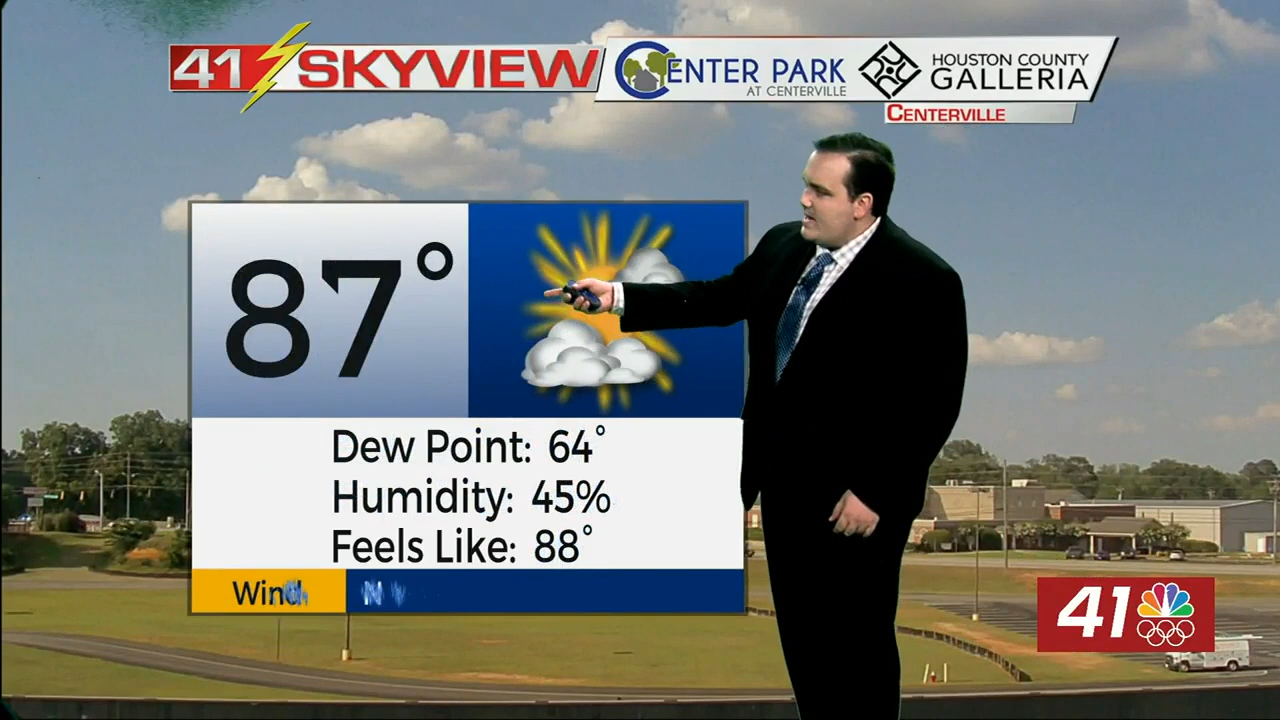 41 SKYVIEW
CENTER PARK
AT CENTERVILLE
HOUSTON COUNTY
GALLERIA
CENTERVILLE
87°
Dew Point: 64°
Humidity: 45%
Feels Like: 88°
41